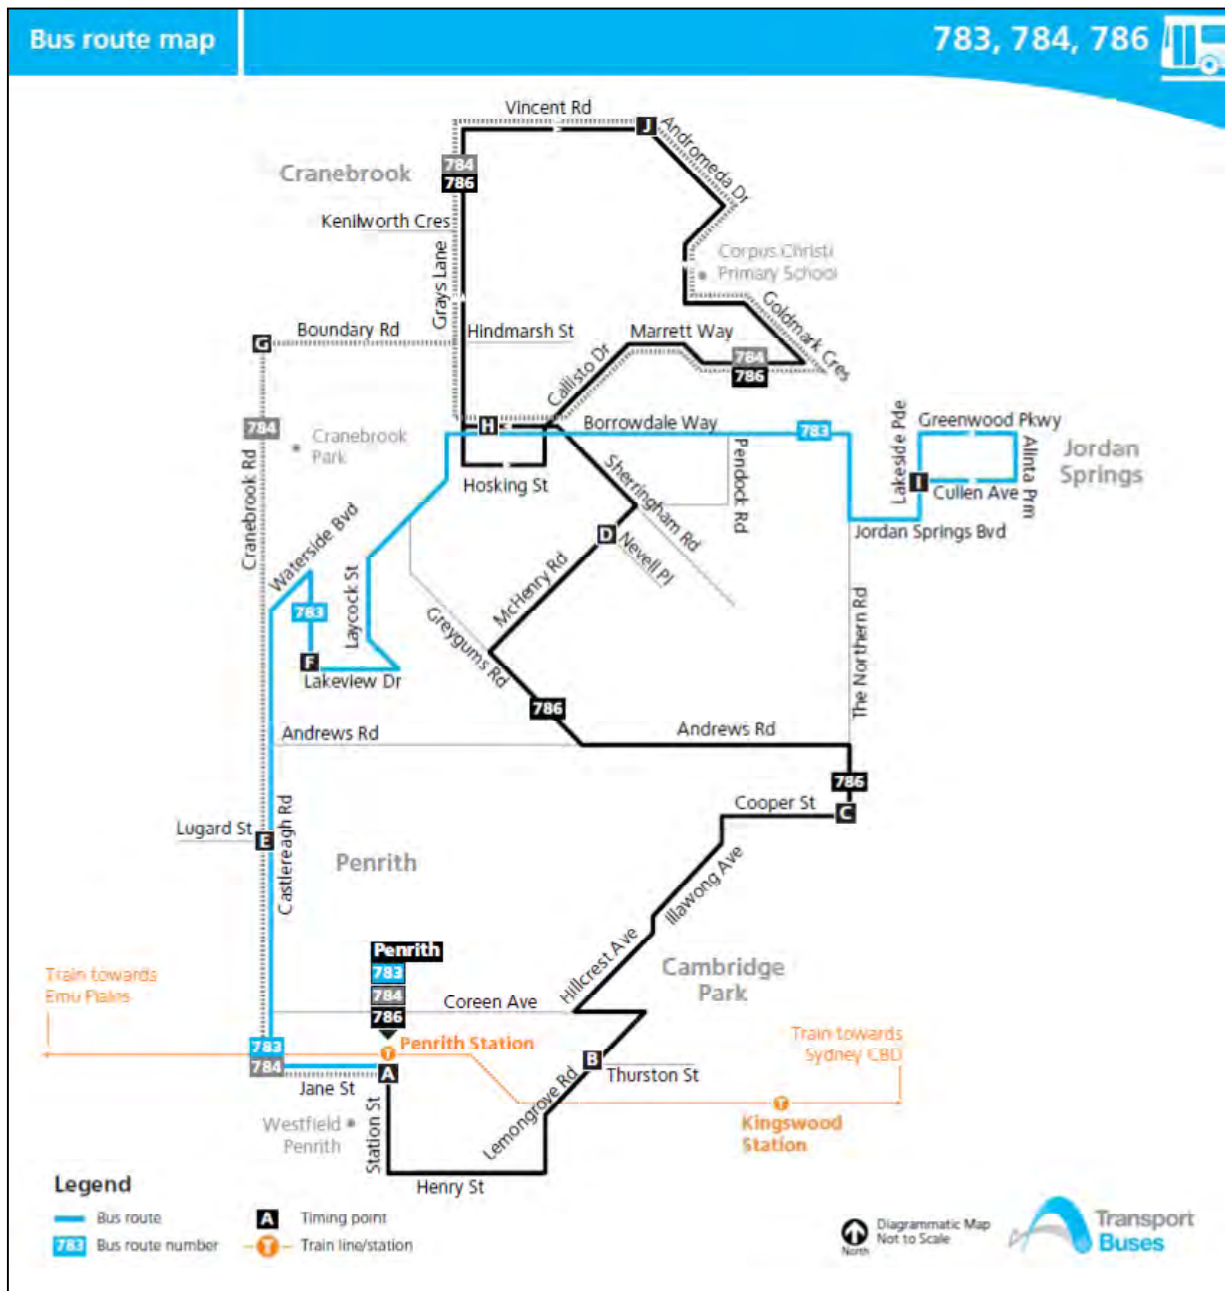 Bus route map
783, 784, 786
Vincent Rd
J
Andromeda Dr
Cranebrook
784
786
Kenilworth Cres
Corpus Christi
Primary School
Grays Lane
Goldmark Cres
Boundary Rd
Hindmarsh St
Marrett Way
G
Callisto Dr
784
786
784
Cranebrook
Park
H
Borrowdale Way
783
Lakeside Pde
Greenwood Pkwy
Alinta Prm
Jordan
Springs
Hosking St
Sherringham Rd
Pendock Rd
I
Cullen Ave
Cranebrook Rd
Waterside Bvd
D
Nevell Pl
Jordan Springs Bvd
783
Laycock St
McHenry Rd
Greygums Rd
The Northern Rd
F
Lakeview Dr
786
Andrews Rd
Andrews Rd
786
Cooper St
C
Lugard St
E
Castlereagh Rd
Penrith
Illawong Ave
Hillcrest Ave
Cambridge
Park
Penrith
783
784
786
Train towards
Emu Plains
Coreen Ave
Train towards
Sydney CBD
783
784
T
Penrith Station
A
B
Thurston St
Jane St
Lemongrove Rd
Westfield
Penrith
Station St
T
Kingswood
Station
Henry St
Legend
Bus route
A
Timing point
783
Bus route number
T
Train line/station
North
Diagrammatic Map
Not to Scale
Transport
Buses